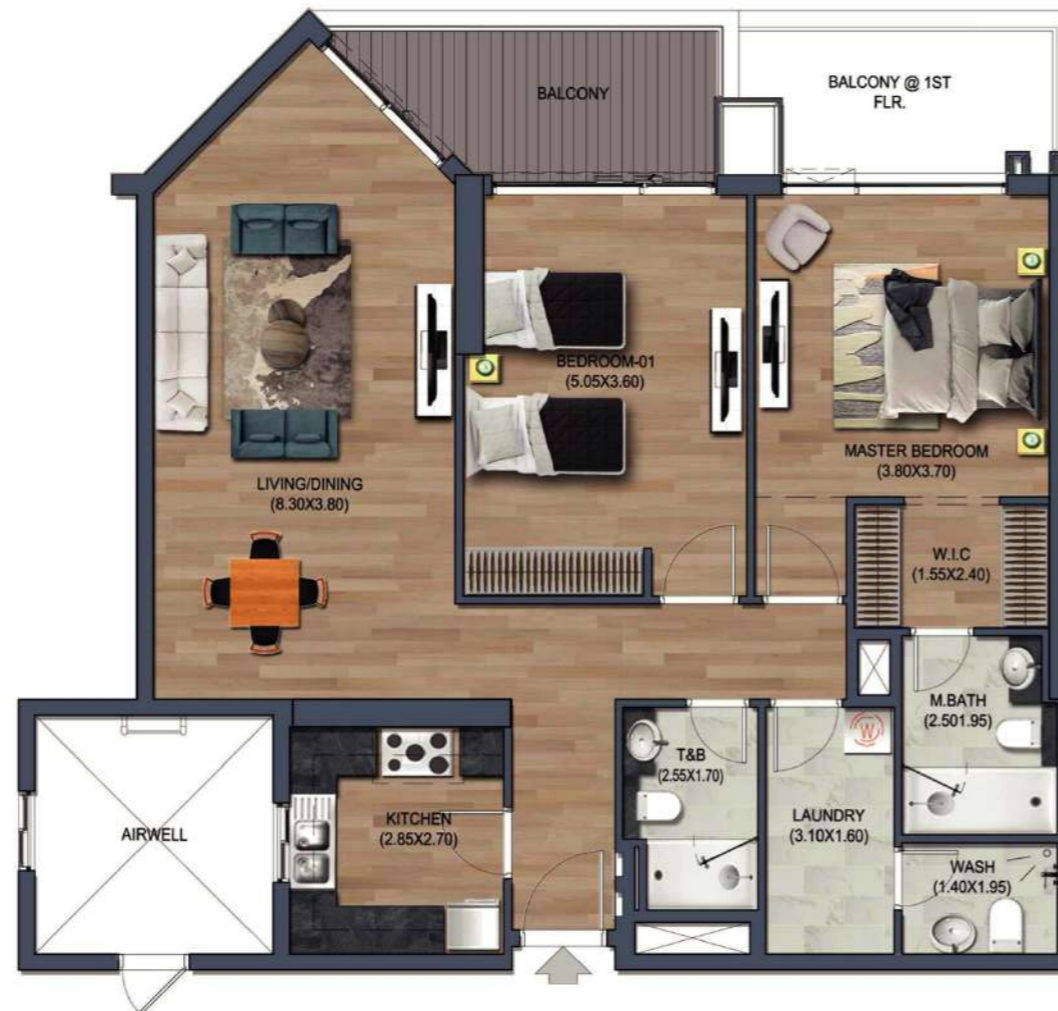 BALCONY
BALCONY @ 1ST
FLR.
BEDROOM-01
(5.05X3.60)
MASTER BEDROOM
(3.80X3.70)
LIVING/DINING
(8.30X3.80)
W.I.C
(1.55X2.40)
M.BATH
(2.501.95)
W
T&B
(2.55X1.70)
LAUNDRY
(3.10X1.60)
KITCHEN
(2.85X2.70)
AIRWELL
WASH
(1.40X1.95)